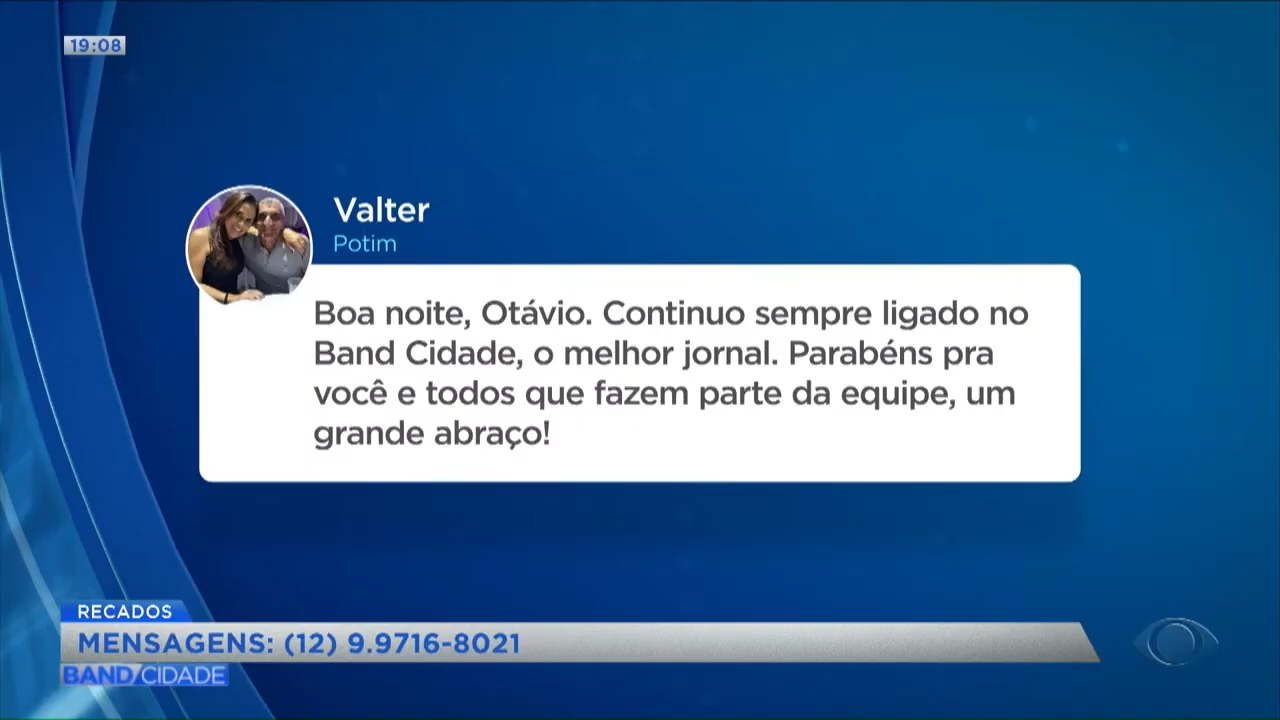 19:08
Valter
Potim
Boa noite, Otávio. Continuo sempre ligado no
Band Cidade, o melhor jornal. Parabéns pra
você e todos que fazem parte da equipe, um
grande abraço!
RECADOS
MENSAGENS: (12) 9.9716-8021
BAND/CIDADE